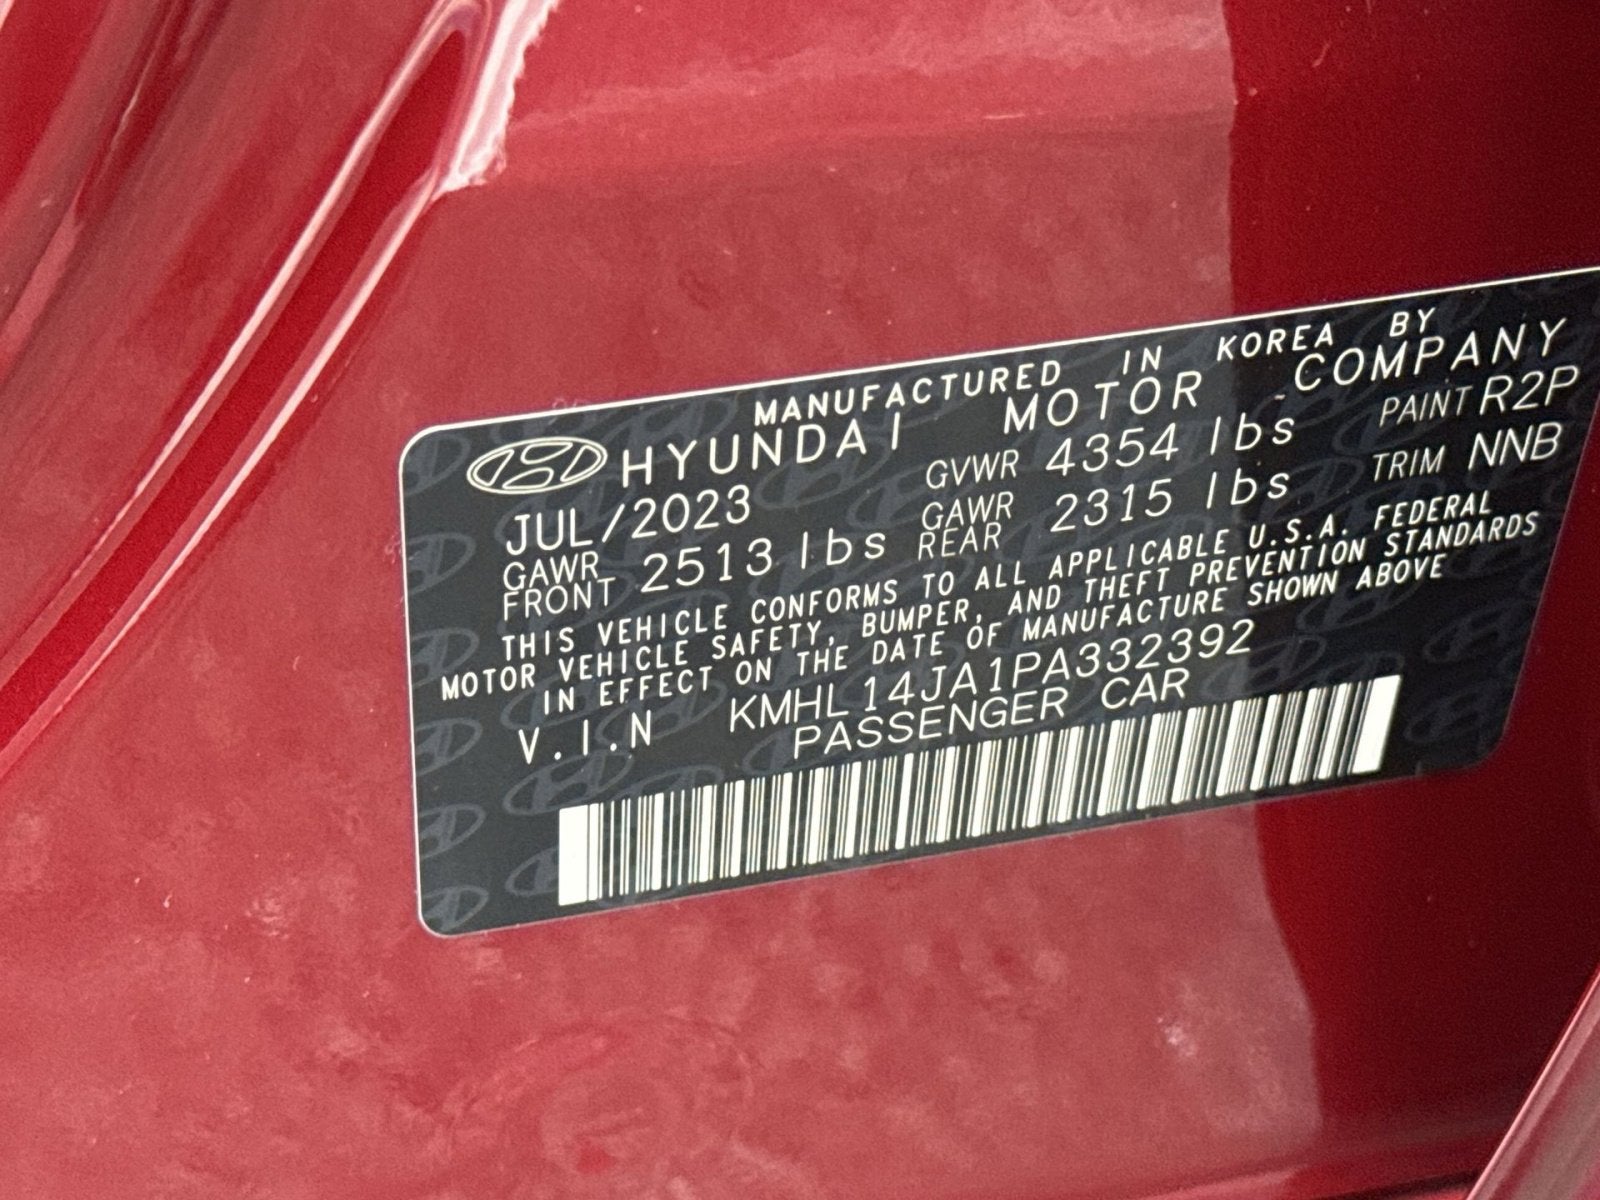 MANUFACTURED IN KOREA BY
HYUNDAI MOTOR COMPANY
JUL/2023 GVWR 4354 lbs PAINT R2P
GAWR FRONT 2513 lbs GAWR REAR 2315 lbs TRIM NNB
THIS VEHICLE CONFORMS TO ALL APPLICABLE U.S.A. FEDERAL
MOTOR VEHICLE SAFETY, BUMPER, AND THEFT PREVENTION STANDARDS
IN EFFECT ON THE DATE OF MANUFACTURE SHOWN ABOVE
V.I.N KMHL14JA1PA332392
PASSENGER CAR